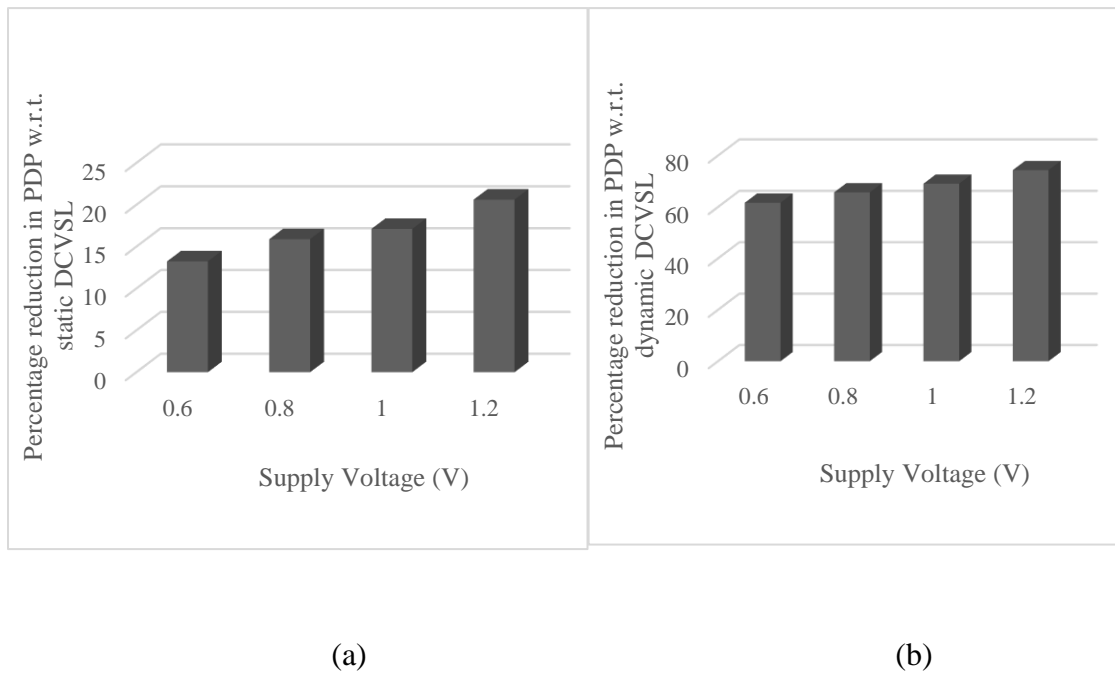 Percentage reduction in PDP w.r.t.
static DCVSL
25
20
15
10
5
0
0.6 0.8 1 1.2
Supply Voltage (V)
Percentage reduction in PDP w.r.t.
dynamic DCVSL
80
60
40
20
0
0.6 0.8 1 1.2
Supply Voltage (V)
(a) (b)